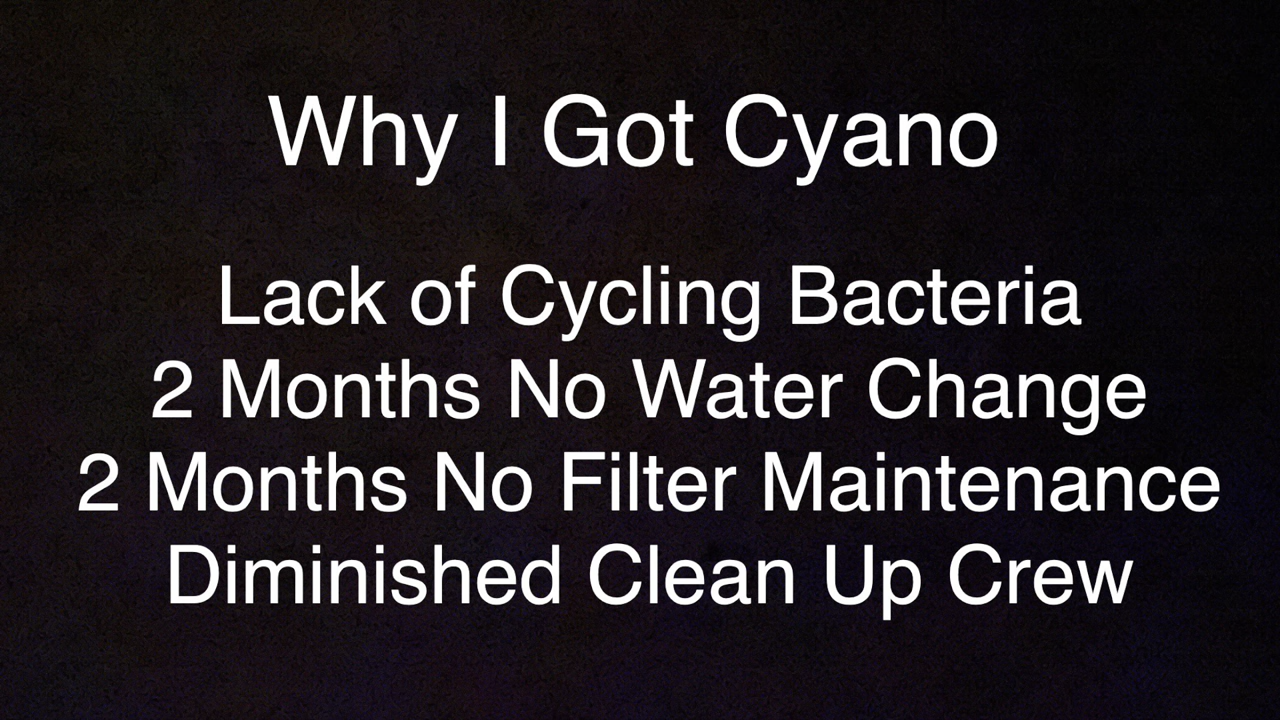 Why I Got Cyano
Lack of Cycling Bacteria
2 Months No Water Change
2 Months No Filter Maintenance
Diminished Clean Up Crew